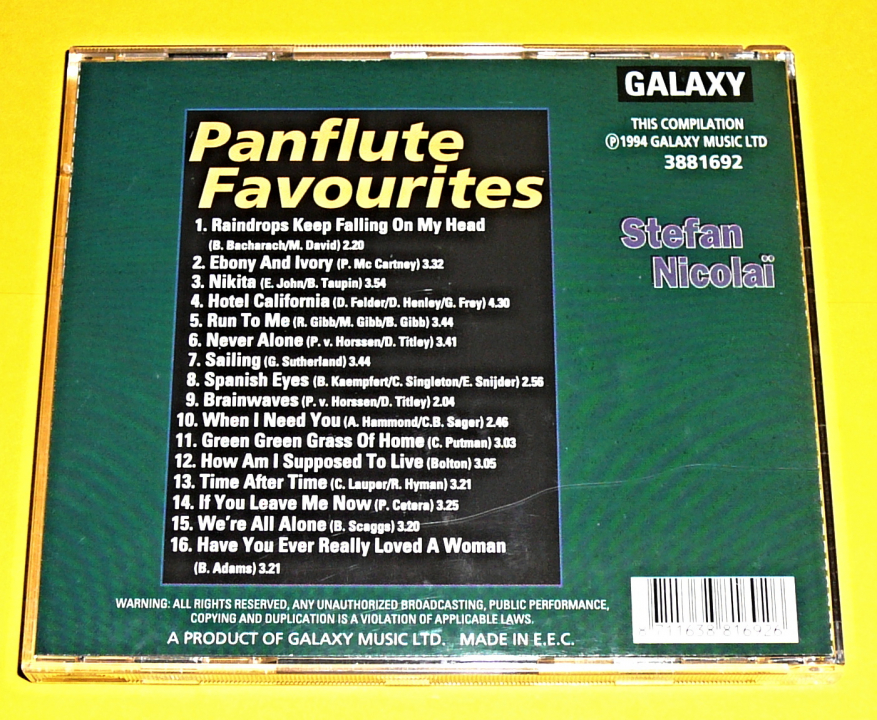 GALAXY
THIS COMPILATION
Ⓟ1994 GALAXY MUSIC LTD
3881692
Stefan
Nicolaï
Panflute
Favourites
1. Raindrops Keep Falling On My Head
(B. Bacharach/M. David) 2.20
2. Ebony And Ivory (P. Mc Cartney) 3.32
3. Nikita (E. John/B. Taupin) 3.54
4. Hotel California (D. Felder/D. Henley/G. Frey) 4.30
5. Run To Me (R. Gibb/M. Gibb/B. Gibb) 3.44
6. Never Alone (P. v. Horssen/D. Titley) 3.41
7. Sailing (G. Sutherland) 3.44
8. Spanish Eyes (B. Kaempfert/C. Singleton/E. Snijder) 2.56
9. Brainwaves (P. v. Horssen/D. Titley) 2.04
10. When I Need You (A. Hammond/C.B. Sager) 2.46
11. Green Green Grass Of Home (C. Putman) 3.03
12. How Am I Supposed To Live (Bolton) 3.05
13. Time After Time (C. Lauper/R. Hyman) 3.21
14. If You Leave Me Now (P. Cetera) 3.25
15. We're All Alone (B. Scaggs) 3.20
16. Have You Ever Really Loved A Woman
(B. Adams) 3.21
WARNING: ALL RIGHTS RESERVED, ANY UNAUTHORIZED BROADCASTING, PUBLIC PERFORMANCE,
COPYING AND DUPLICATION IS A VIOLATION OF APPLICABLE LAWS.
A PRODUCT OF GALAXY MUSIC LTD. MADE IN E.E.C.
8 711638 816926